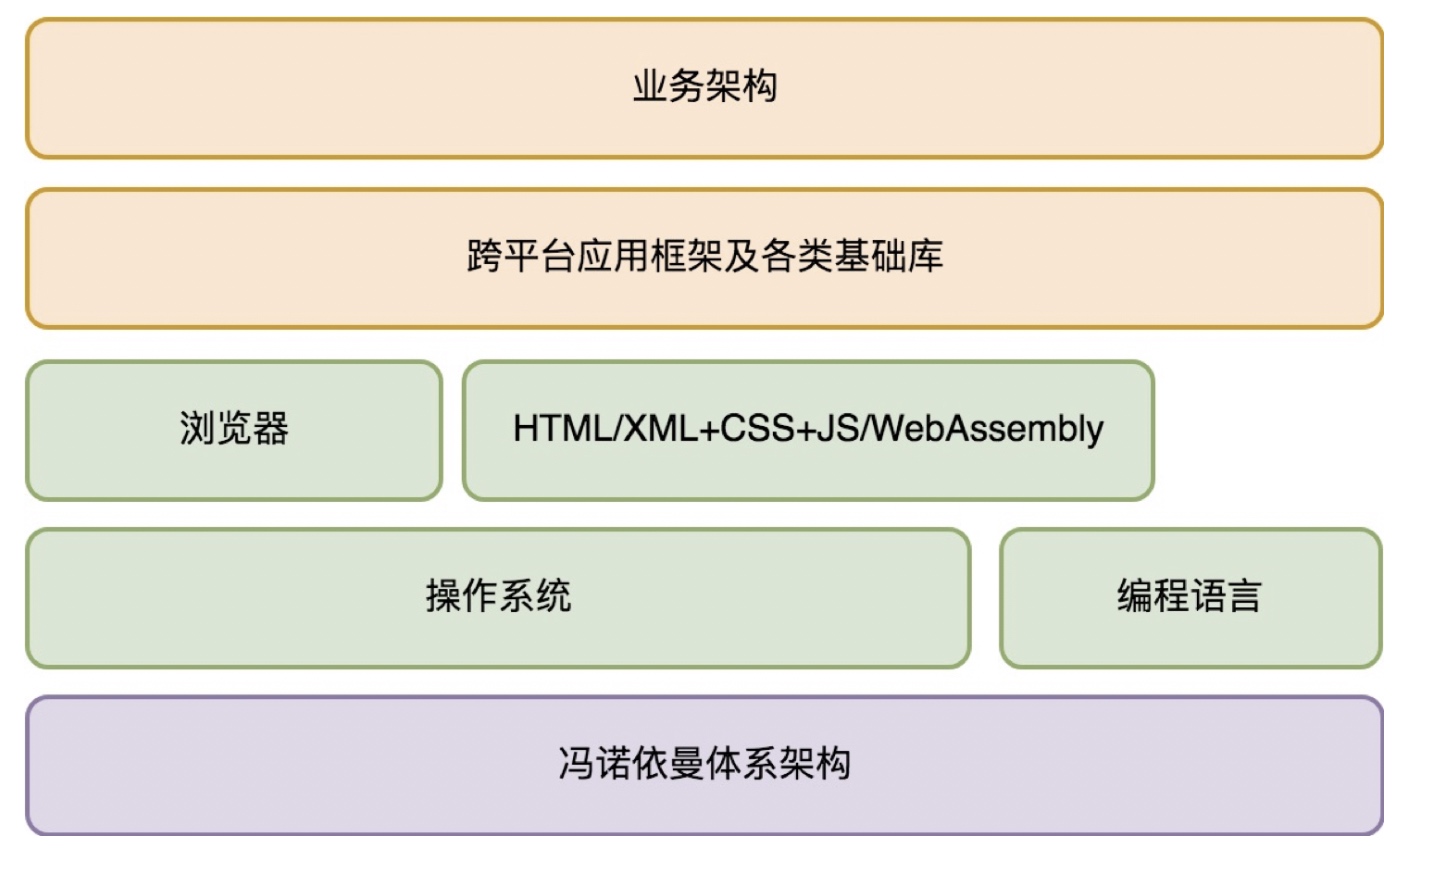 业务架构
跨平台应用框架及各类基础库
浏览器
HTML/XML+CSS+JS/WebAssembly
操作系统
编程语言
冯诺依曼体系架构